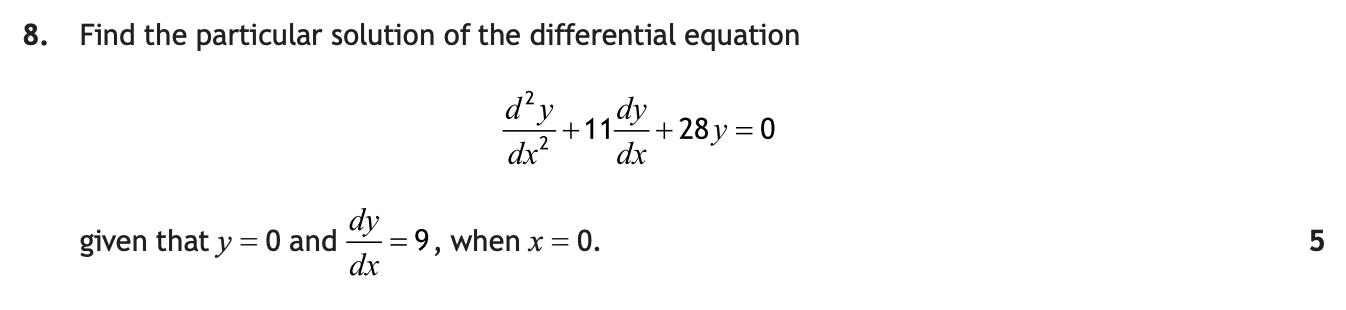 8. Find the particular solution of the differential equation
d²y/dx² + 11 dy/dx + 28y = 0
given that y = 0 and dy/dx = 9, when x = 0. 5